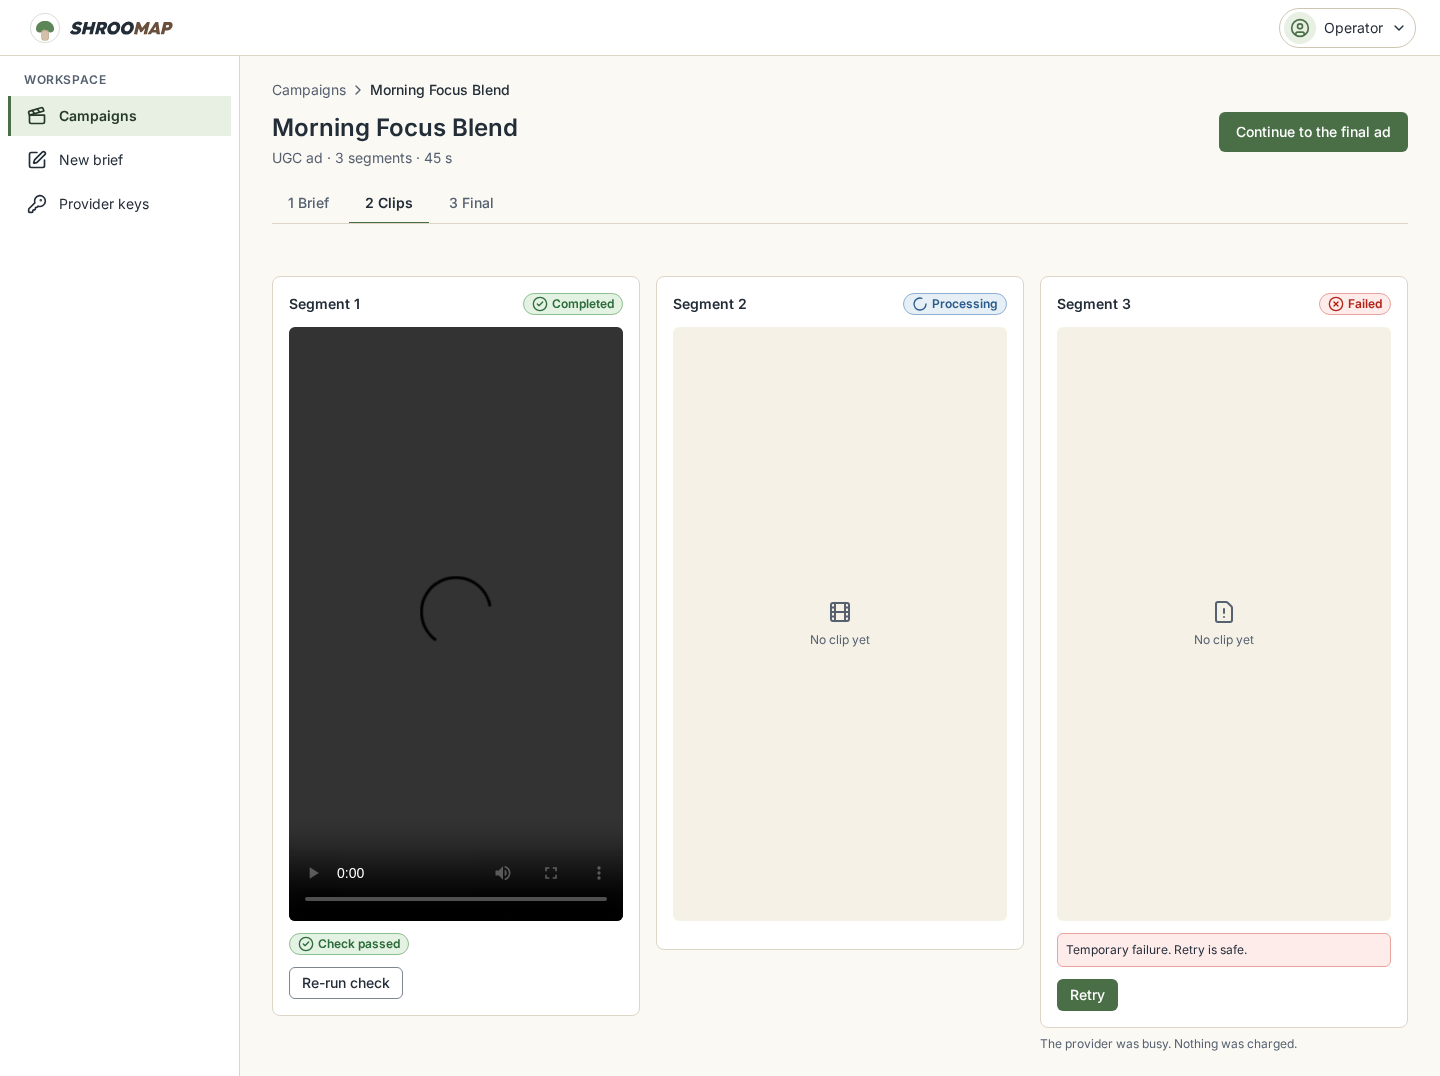 SHROOMAP
Operator
WORKSPACE
Campaigns
New brief
Provider keys
Campaigns > Morning Focus Blend
Morning Focus Blend
UGC ad · 3 segments · 45 s
Continue to the final ad
1 Brief
2 Clips
3 Final
Segment 1
Completed
0:00
Check passed
Re-run check
Segment 2
Processing
No clip yet
Segment 3
Failed
No clip yet
Temporary failure. Retry is safe.
Retry
The provider was busy. Nothing was charged.